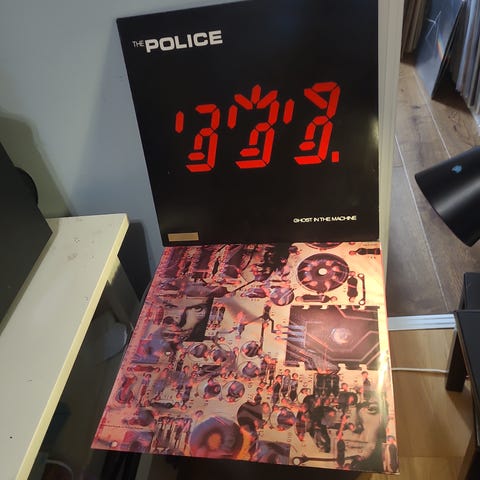 THE POLICE
GHOST IN THE MACHINE